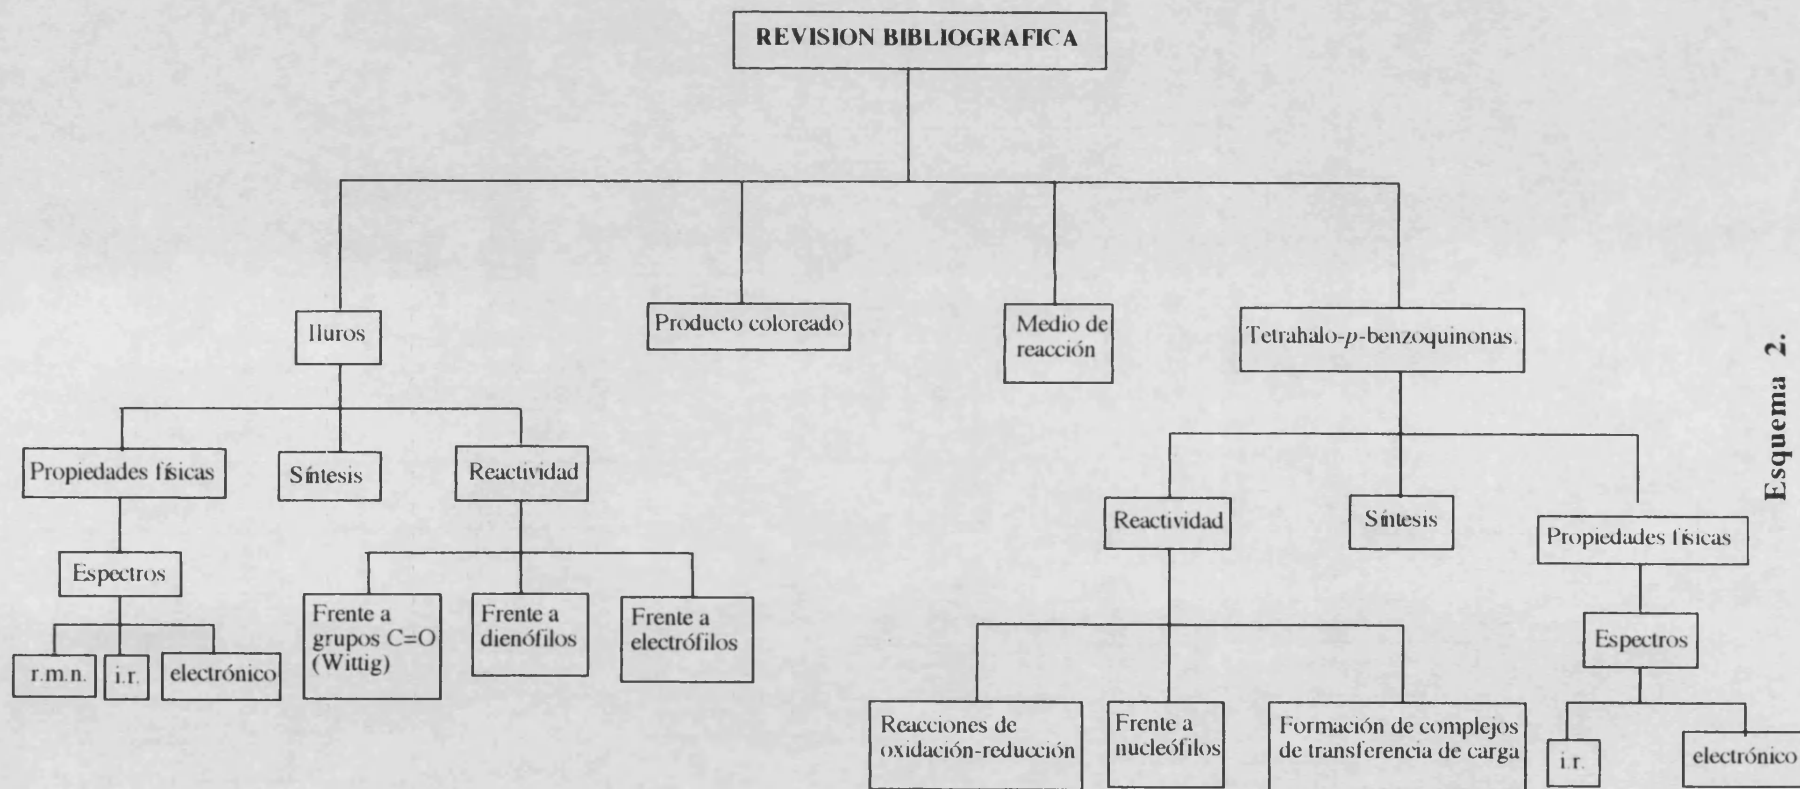 REVISION BIBLIOGRAFICA
Iluros
Producto coloreado
Medio de
reacción
Tetrahalo-p-benzoquinonas.
Esquema 2.
Propiedades físicas
Síntesis
Reactividad
Reactividad
Síntesis
Propiedades físicas
Espectros
Frente a
grupos C=O
(Wittig)
Frente a
dienófilos
Frente a
electrófilos
Espectros
r.m.n.
i.r.
electrónico
Reacciones de
oxidación-reducción
Frente a
nucleófilos
Formación de complejos
de transferencia de carga
i.r.
electrónico